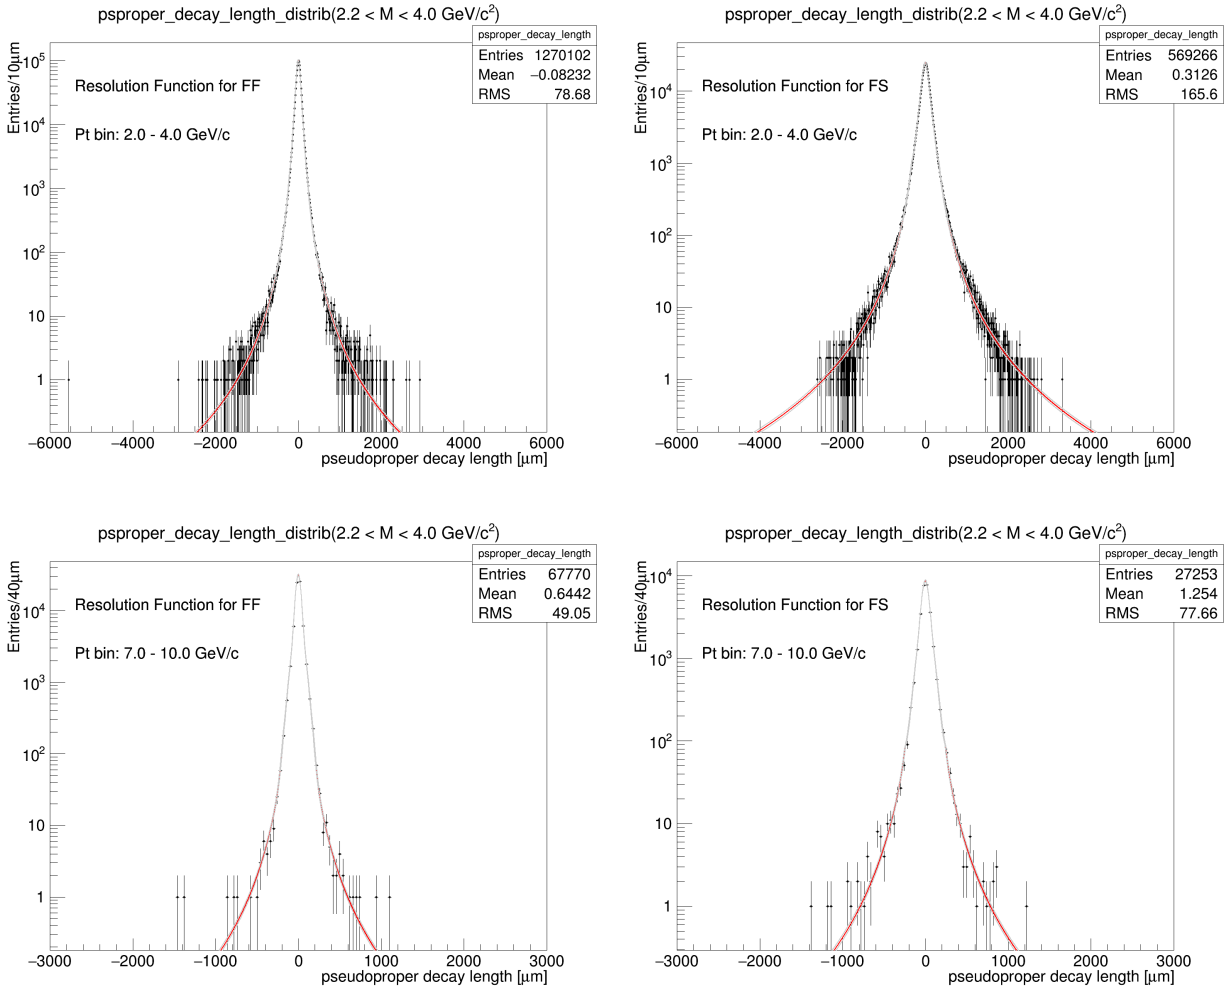 psproper_decay_length_distrib(2.2 < M < 4.0 GeV/c²)
psproper_decay_length
Entries 1270102
Mean −0.08232
RMS 78.68
Entries/10μm
Resolution Function for FF
Pt bin: 2.0 - 4.0 GeV/c
10⁵
10⁴
10³
10²
10
1
−6000 −4000 −2000 0 2000 4000 6000
pseudoproper decay length [μm]
psproper_decay_length_distrib(2.2 < M < 4.0 GeV/c²)
psproper_decay_length
Entries 569266
Mean 0.3126
RMS 165.6
Entries/10μm
Resolution Function for FS
Pt bin: 2.0 - 4.0 GeV/c
10⁴
10³
10²
10
1
−6000 −4000 −2000 0 2000 4000 6000
pseudoproper decay length [μm]
psproper_decay_length_distrib(2.2 < M < 4.0 GeV/c²)
psproper_decay_length
Entries 67770
Mean 0.6442
RMS 49.05
Entries/40μm
Resolution Function for FF
Pt bin: 7.0 - 10.0 GeV/c
10⁴
10³
10²
10
1
−3000 −2000 −1000 0 1000 2000 3000
pseudoproper decay length [μm]
psproper_decay_length_distrib(2.2 < M < 4.0 GeV/c²)
psproper_decay_length
Entries 27253
Mean 1.254
RMS 77.66
Entries/40μm
Resolution Function for FS
Pt bin: 7.0 - 10.0 GeV/c
10⁴
10³
10²
10
1
−3000 −2000 −1000 0 1000 2000 3000
pseudoproper decay length [μm]